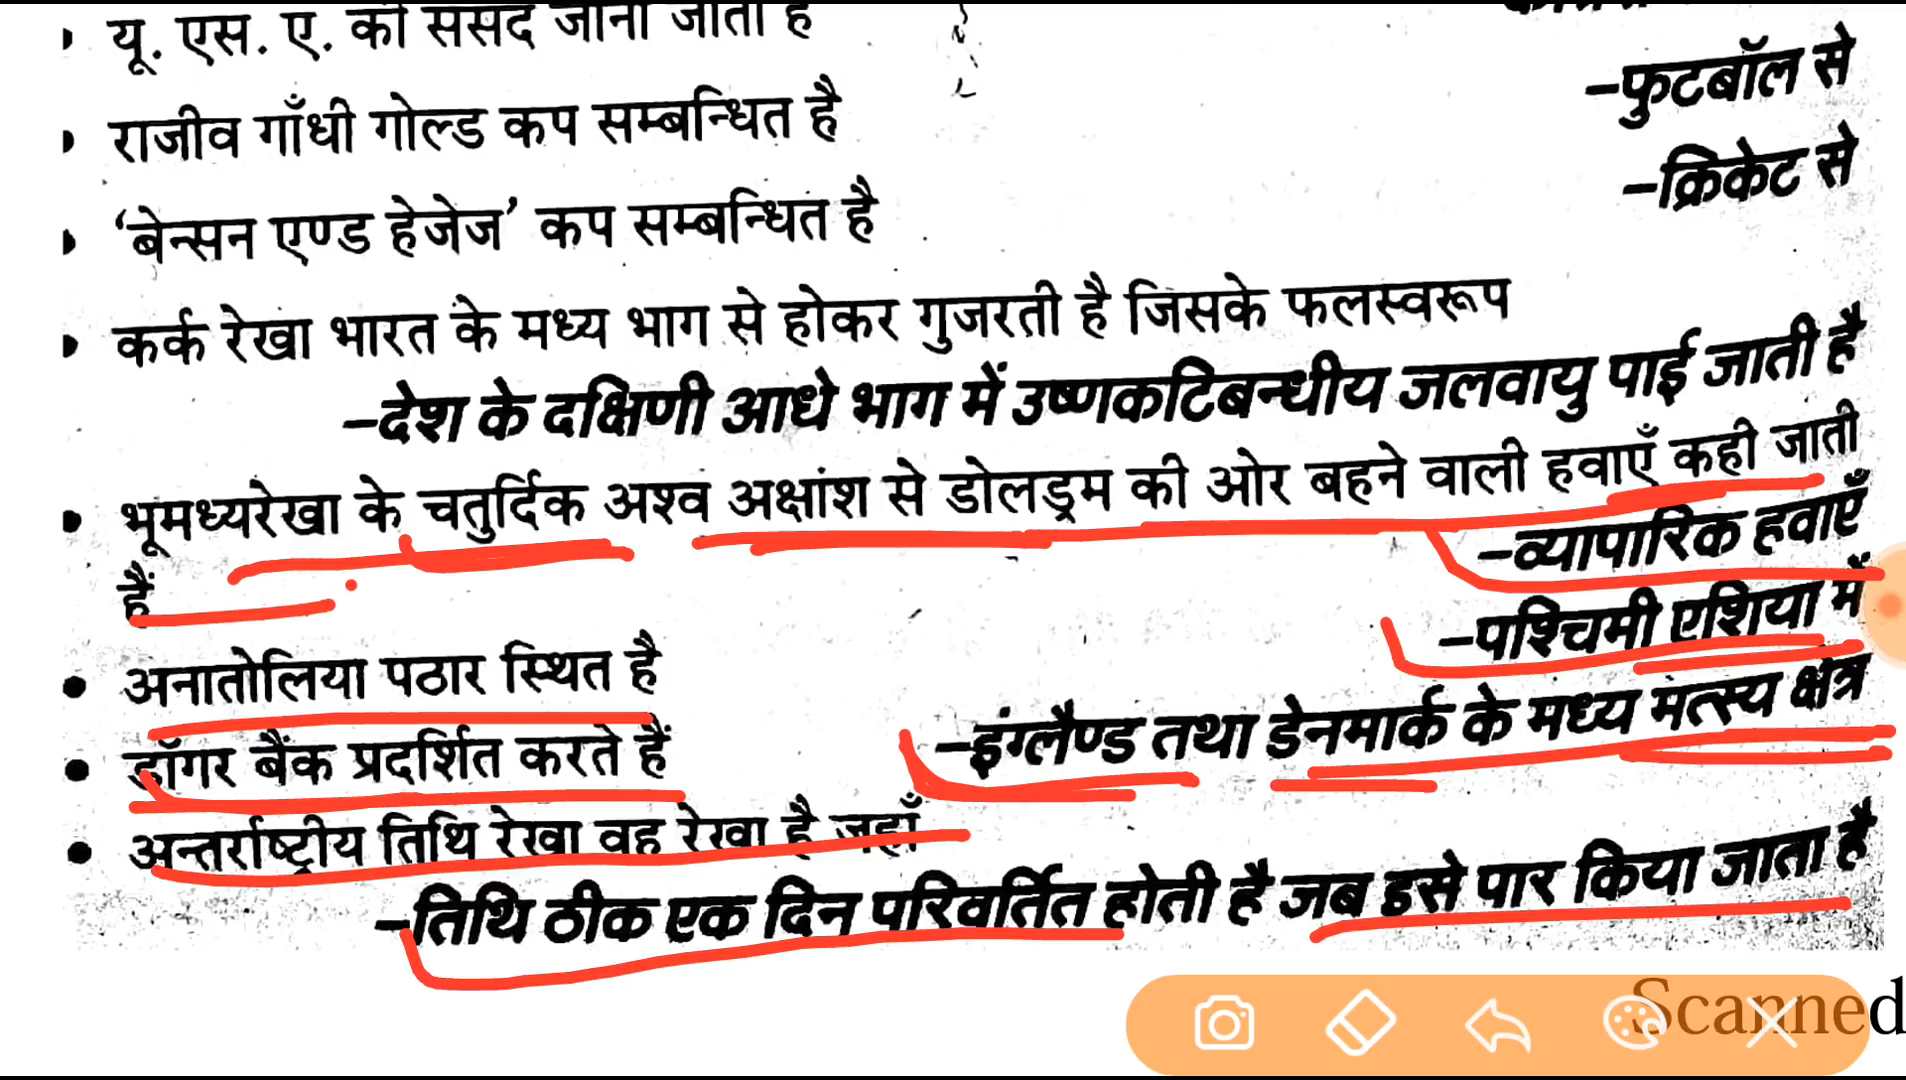 यू. एस. ए. की संसद जानी जाती है
राजीव गाँधी गोल्ड कप सम्बन्धित है
–फुटबॉल से
'बेन्सन एण्ड हेजेज' कप सम्बन्धित है
–क्रिकेट से
कर्क रेखा भारत के मध्य भाग से होकर गुजरती है जिसके फलस्वरूप
–देश के दक्षिणी आधे भाग में उष्णकटिबन्धीय जलवायु पाई जाती है
भूमध्यरेखा के चतुर्दिक अश्व अक्षांश से डोलड्रम की ओर बहने वाली हवाएँ कही जाती
हैं
–व्यापारिक हवाएँ
अनातोलिया पठार स्थित है
–पश्चिमी एशिया में
डॉगर बैंक प्रदर्शित करते हैं
–इंग्लैण्ड तथा डेनमार्क के मध्य मत्स्य क्षेत्र
अन्तर्राष्ट्रीय तिथि रेखा वह रेखा है जहाँ
–तिथि ठीक एक दिन परिवर्तित होती है जब इसे पार किया जाता है
Scanned